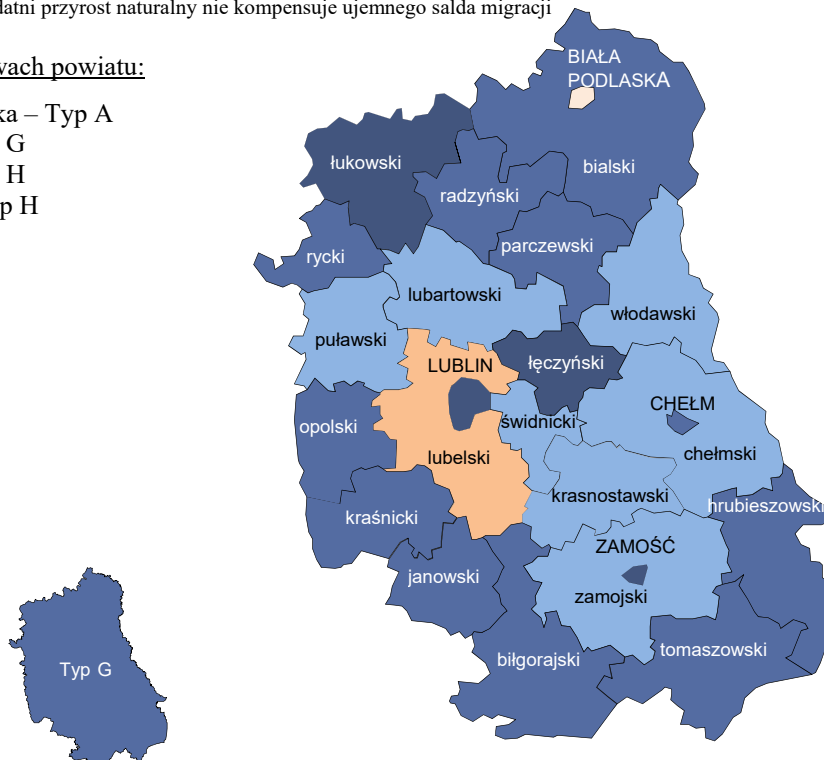 datni przyrost naturalny nie kompensuje ujemnego salda migracji
wach powiatu:
ka – Typ A
G
H
p H
BIAŁA
PODLASKA
łukowski
bialski
radzyński
parczewski
rycki
lubartowski
włodawski
puławski
łęczyński
LUBLIN
CHEŁM
świdnicki
opolski
chełmski
lubelski
krasnostawski
hrubieszowski
kraśnicki
ZAMOŚĆ
janowski
zamojski
tomaszowski
biłgorajski
Typ G